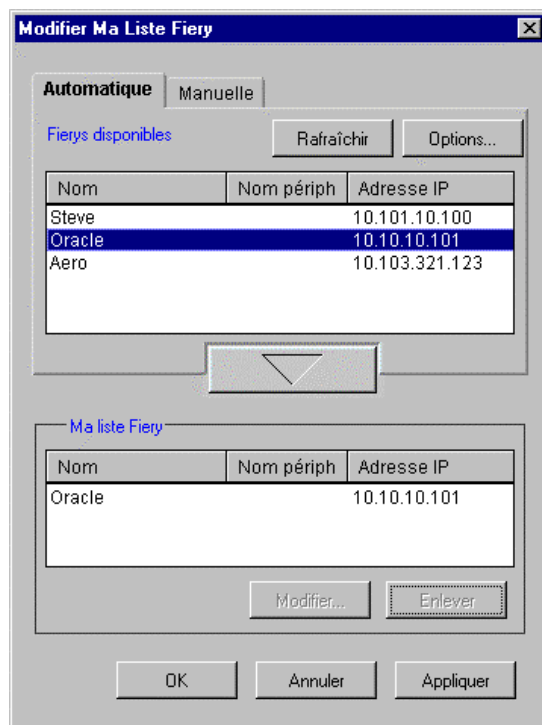 Modifier Ma Liste Fiery
Automatique Manuelle
Fierys disponibles Rafraîchir Options...
Nom Nom périph Adresse IP
Steve 10.101.10.100
Oracle 10.10.10.101
Aero 10.103.321.123
Ma liste Fiery
Nom Nom périph Adresse IP
Oracle 10.10.10.101
Modifier... Enlever
OK Annuler Appliquer